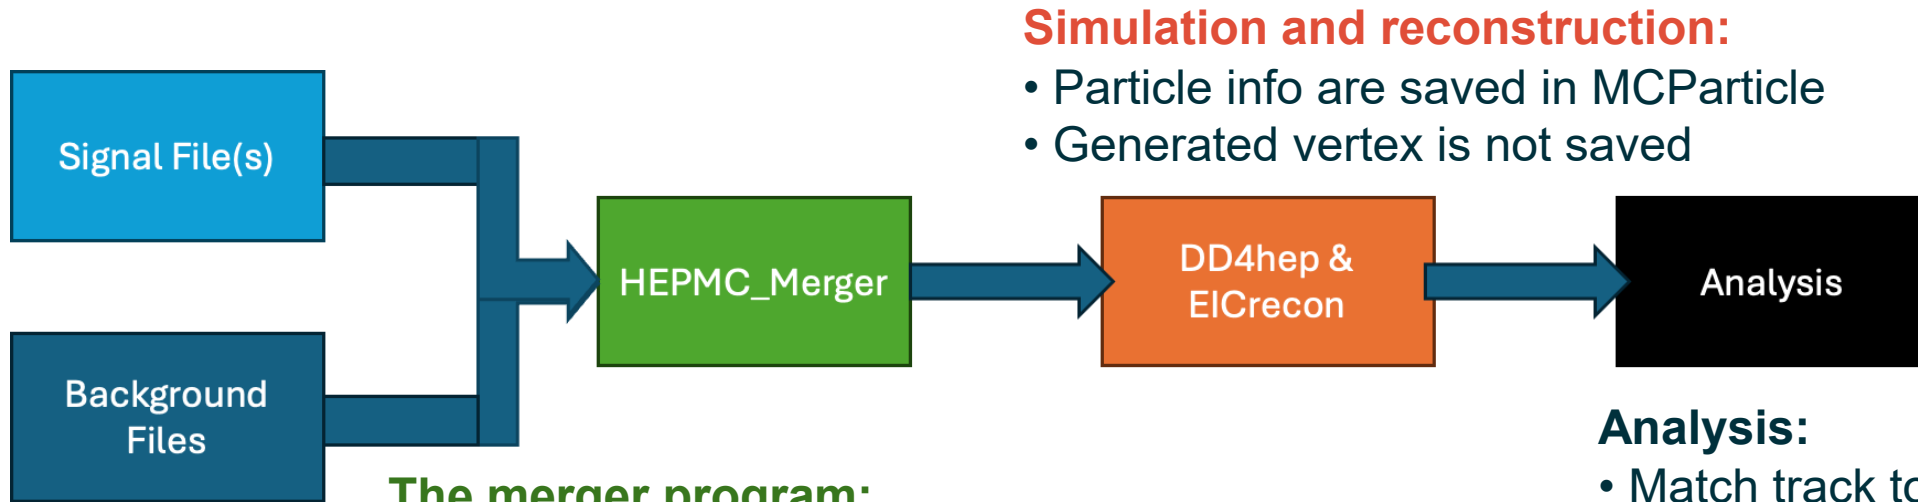 Simulation and reconstruction:
• Particle info are saved in MCParticle
• Generated vertex is not saved
Signal File(s)
Background
Files
HEPMC_Merger
DD4hep &
EICrecon
Analysis
The merger program:
Analysis:
• Match track to